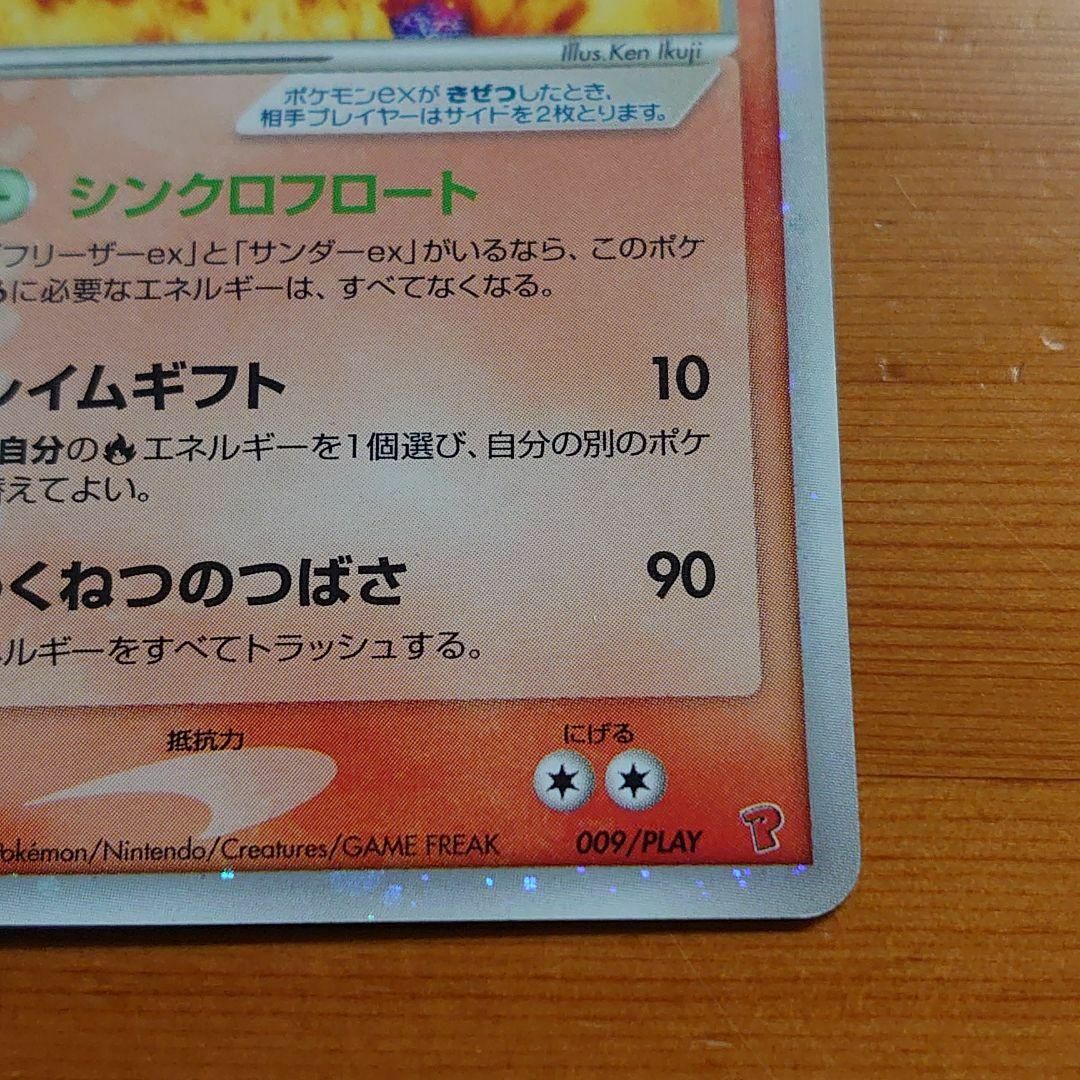 Illus. Ken Ikuji
ポケモンexが きぜつしたとき、
相手プレイヤーはサイドを2枚とります。
シンクロフロート
「フリーザーex」と「サンダーex」がいるなら、このポケ
に必要なエネルギーは、すべてなくなる。
レイムギフト 10
自分の🔥エネルギーを1個選び、自分の別のポケ
替えてよい。
くねつのつばさ 90
ネルギーをすべてトラッシュする。
抵抗力 にげる
okémon/Nintendo/Creatures/GAME FREAK 009/PLAY
P